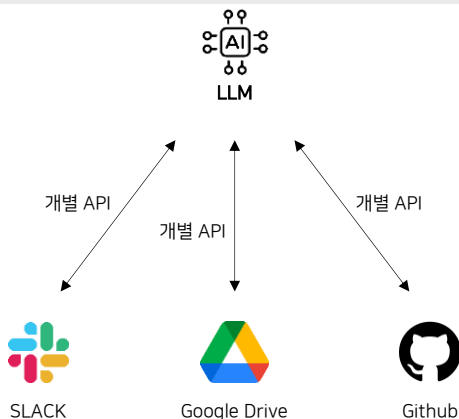 AI
LLM
개별 API
개별 API
개별 API
SLACK
Google Drive
Github